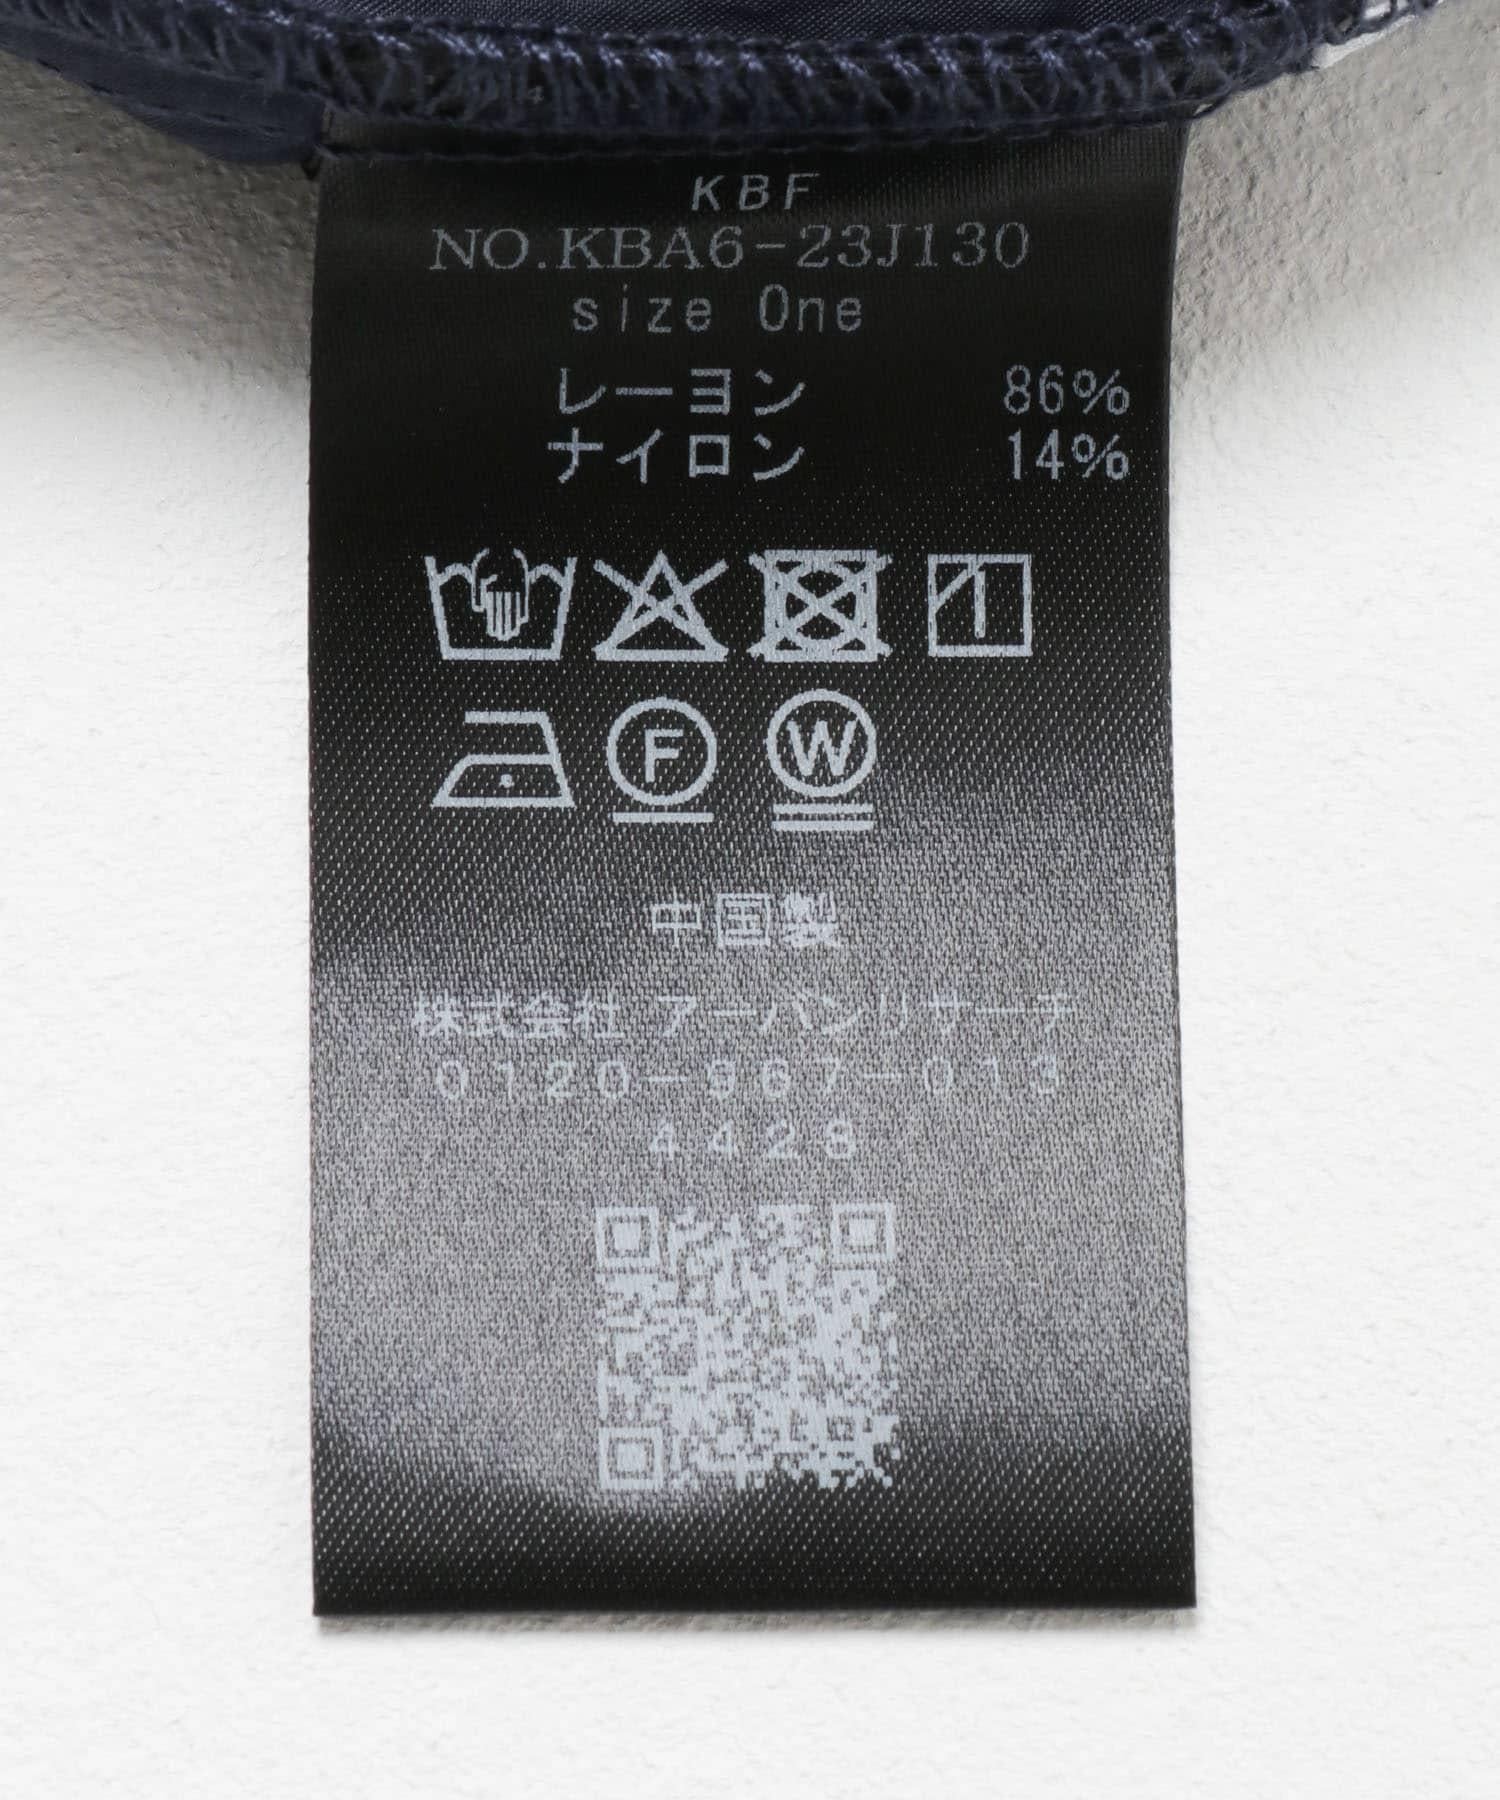 KBF
NO.KBA6-23J130
size One
レーヨン 86%
ナイロン 14%
F W
中国製
株式会社 アーバンリサーチ
0120-967-013
4428